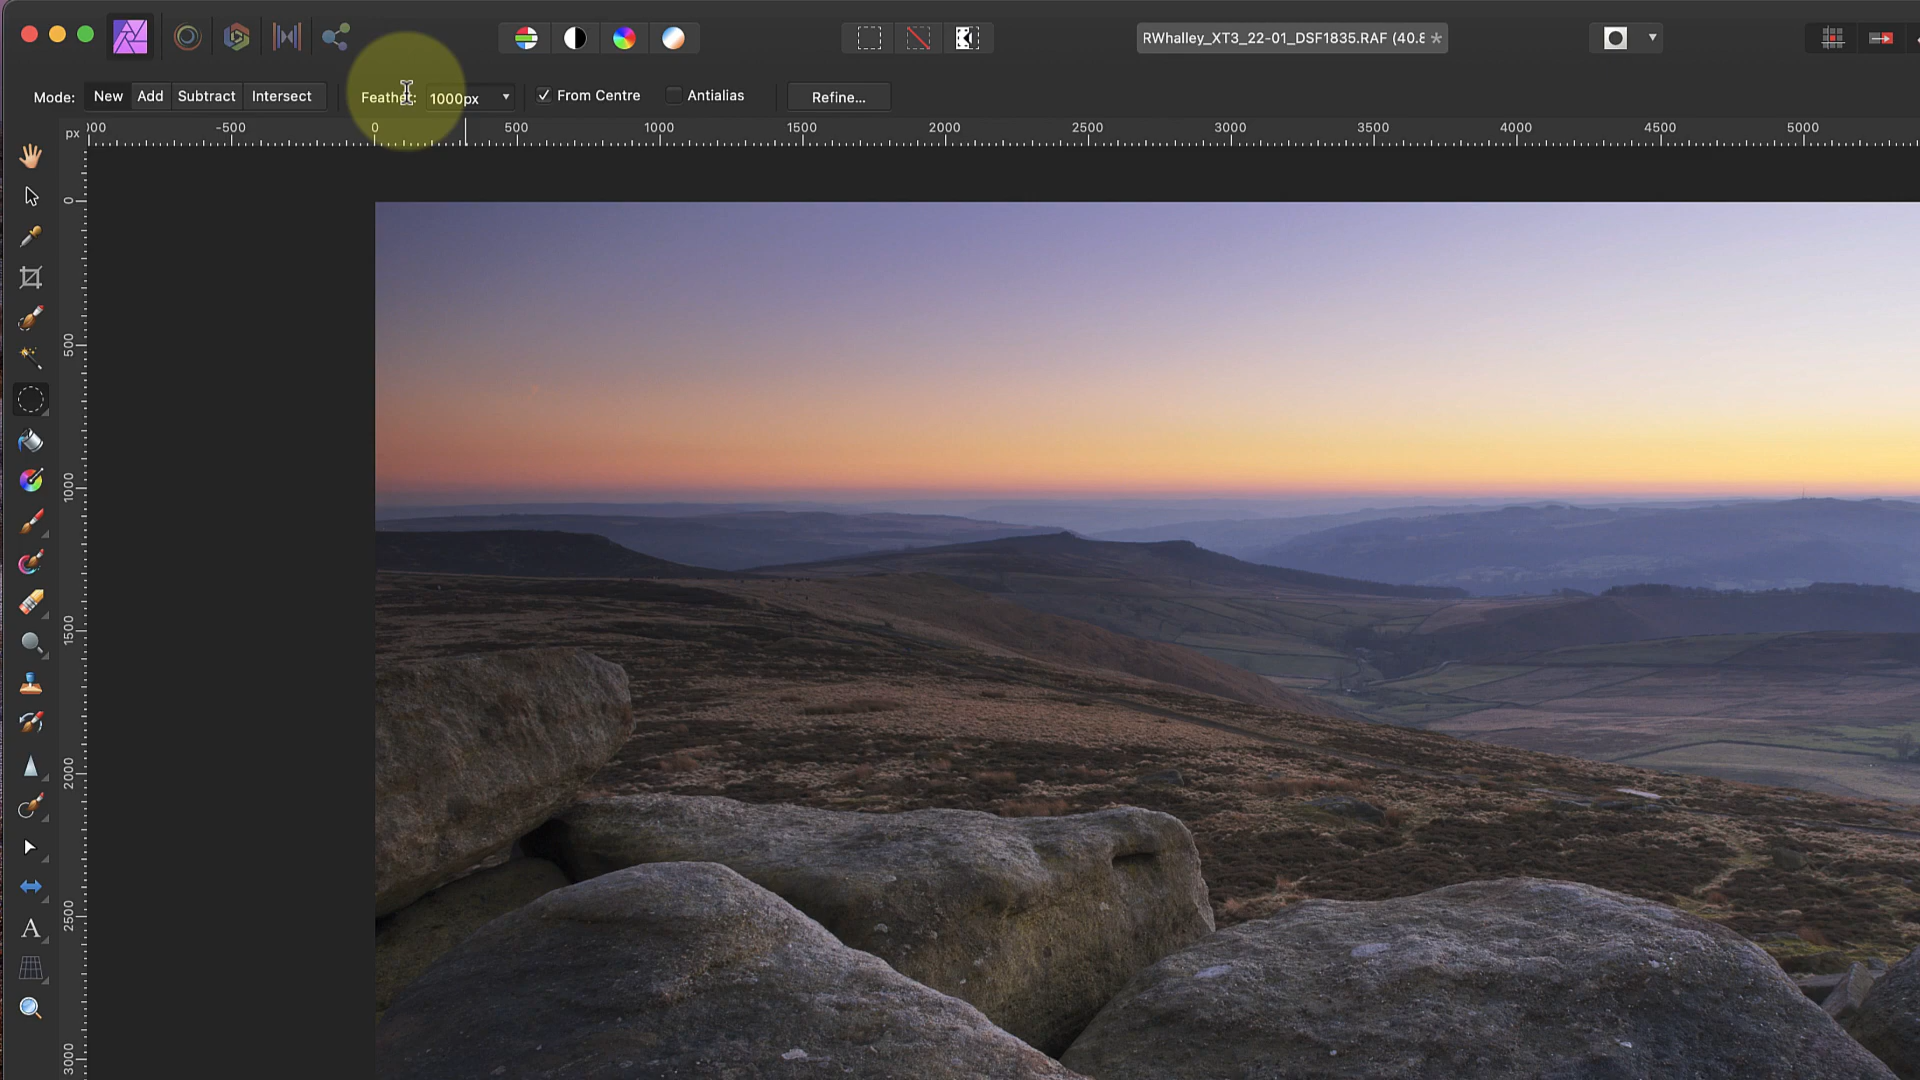 RWhalley_XT3_22-01_DSF1835.RAF (40.8
Mode: New Add Subtract Intersect Feather: 1000px From Centre Antialias Refine...
px -500 0 500 1000 1500 2000 2500 3000 3500 4000 4500 5000
0
500
1000
1500
2000
2500
3000